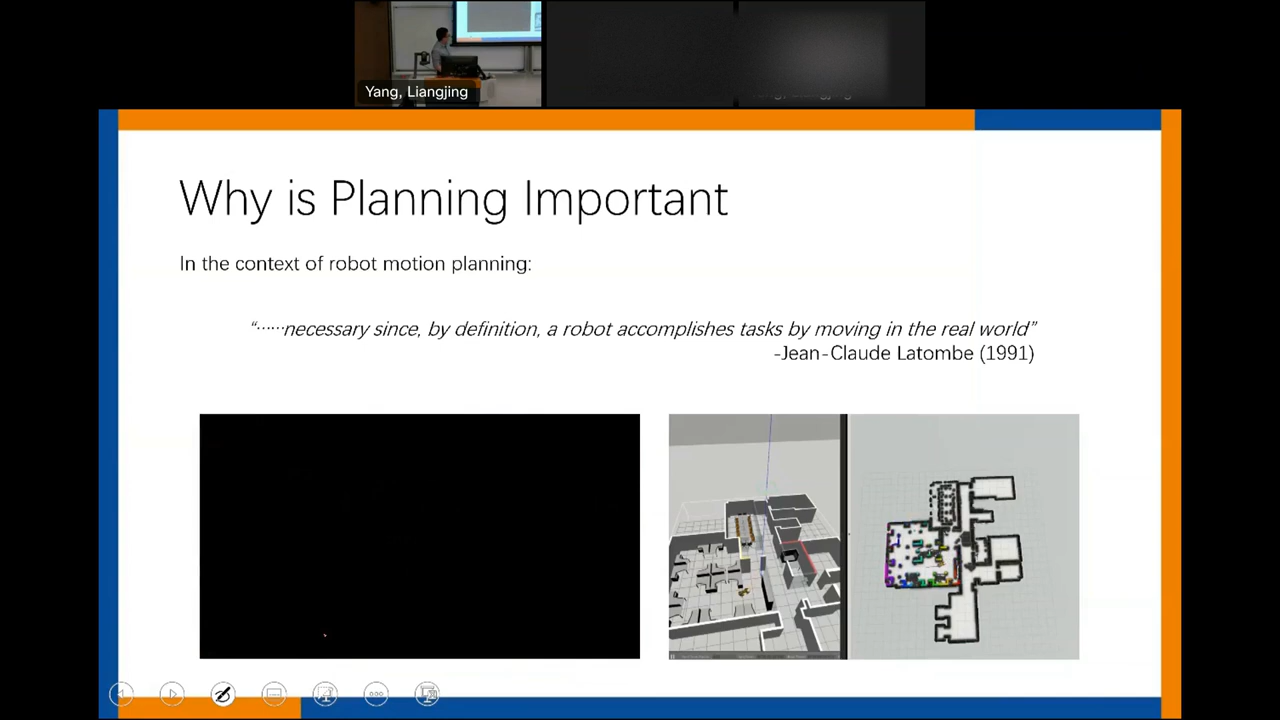 Yang, Liangjing
Why is Planning Important
In the context of robot motion planning:
“······necessary since, by definition, a robot accomplishes tasks by moving in the real world”
-Jean-Claude Latombe (1991)